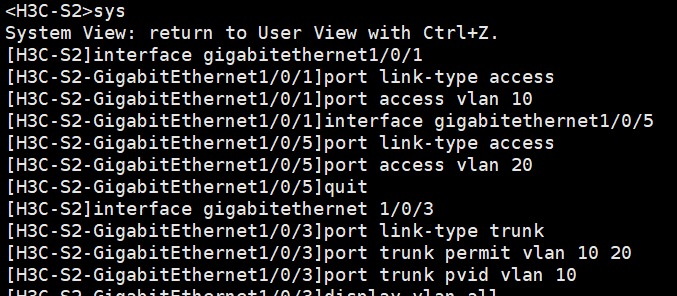 <H3C-S2>sys
System View: return to User View with Ctrl+Z.
[H3C-S2]interface gigabitethernet1/0/1
[H3C-S2-GigabitEthernet1/0/1]port link-type access
[H3C-S2-GigabitEthernet1/0/1]port access vlan 10
[H3C-S2-GigabitEthernet1/0/1]interface gigabitethernet1/0/5
[H3C-S2-GigabitEthernet1/0/5]port link-type access
[H3C-S2-GigabitEthernet1/0/5]port access vlan 20
[H3C-S2-GigabitEthernet1/0/5]quit
[H3C-S2]interface gigabitethernet 1/0/3
[H3C-S2-GigabitEthernet1/0/3]port link-type trunk
[H3C-S2-GigabitEthernet1/0/3]port trunk permit vlan 10 20
[H3C-S2-GigabitEthernet1/0/3]port trunk pvid vlan 10
[H3C-S2-GigabitEthernet1/0/3]display vlan all